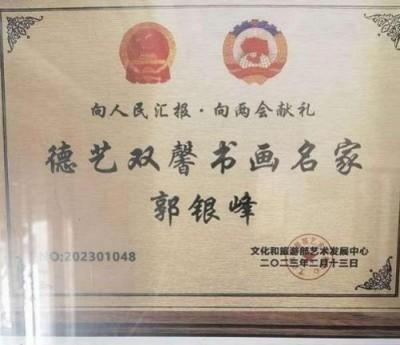 向人民汇报·向两会献礼
德艺双馨书画名家
郭银峰
NO:202301048
文化和旅游部艺术发展中心
二〇二三年二月十三日